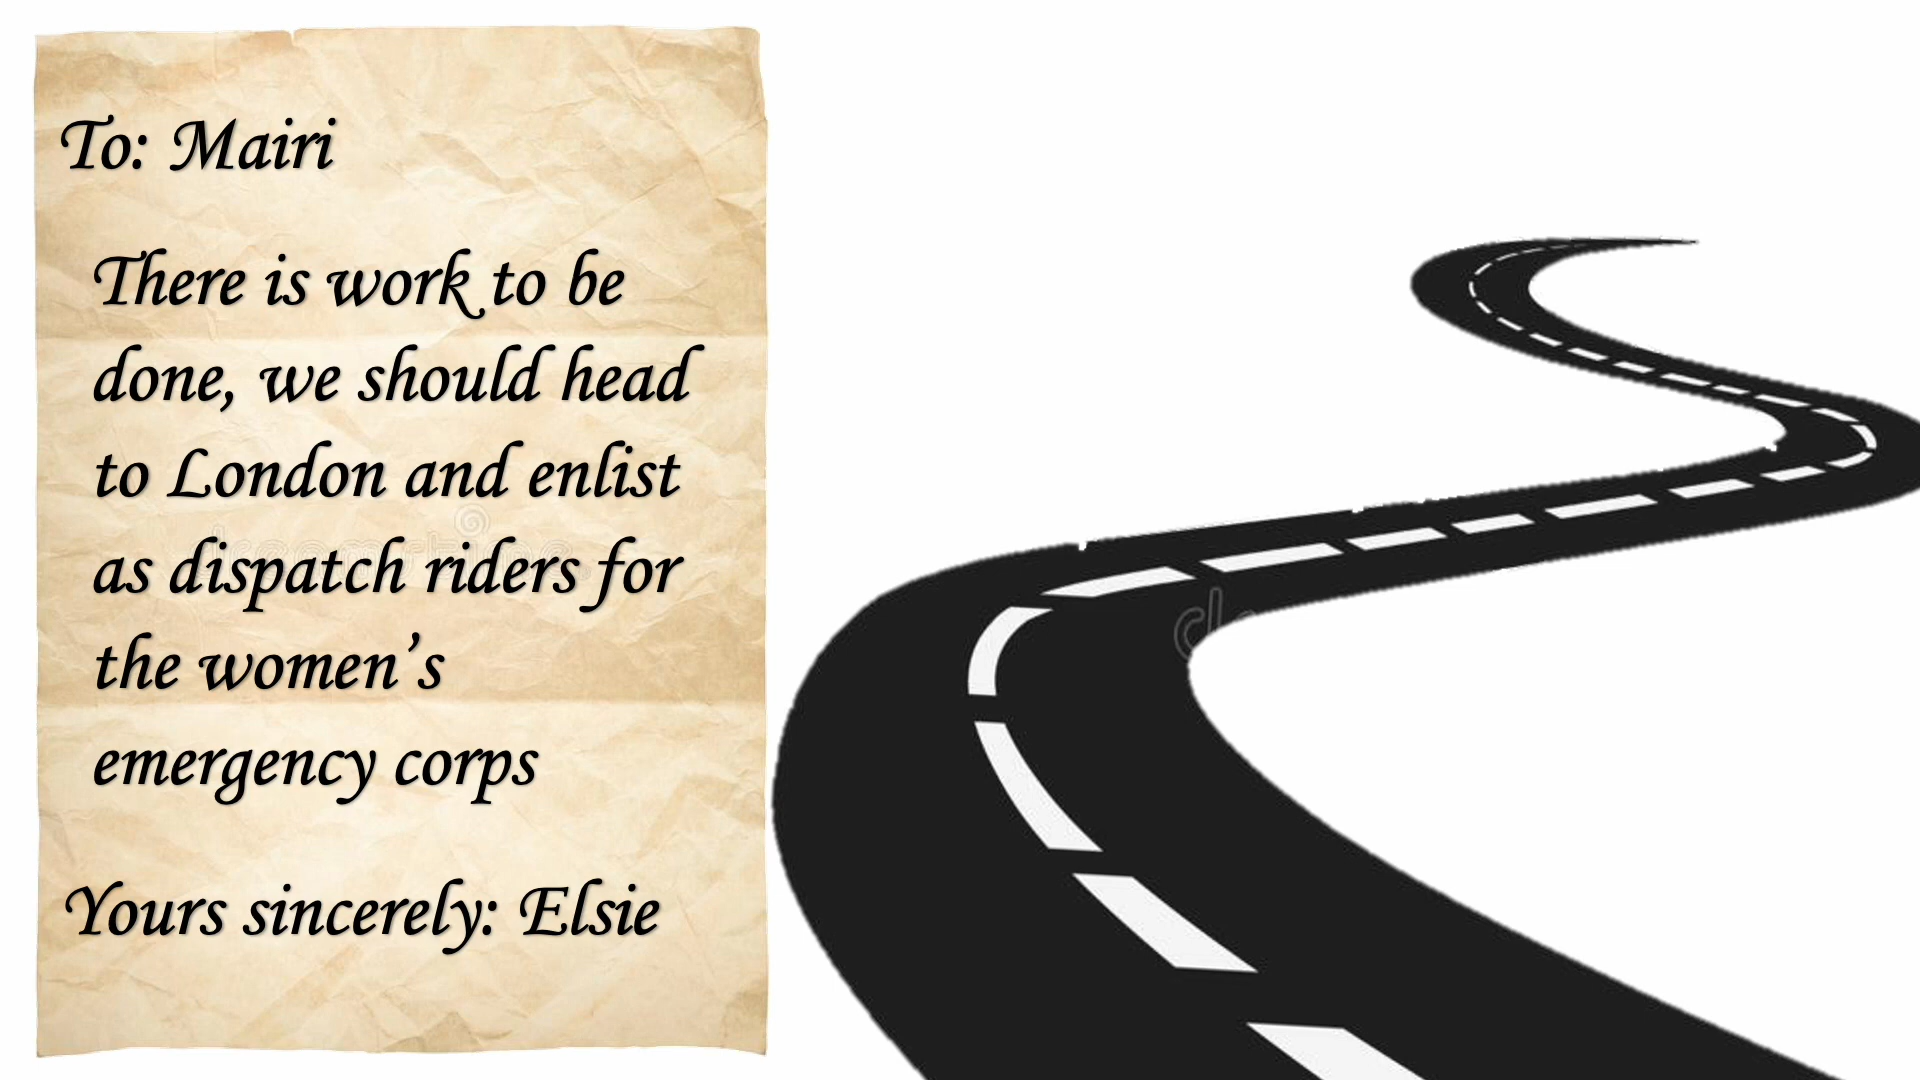 To: Mairi
There is work to be
done, we should head
to London and enlist
as dispatch riders for
the women’s
emergency corps
Yours sincerely: Elsie